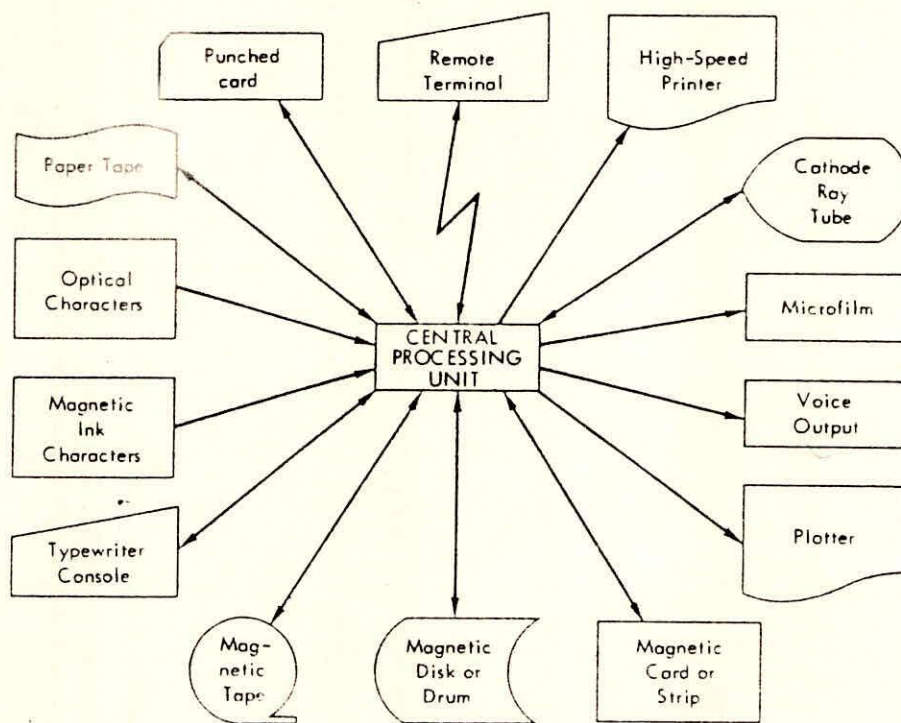 Punched
card
Remote
Terminal
High-Speed
Printer
Paper Tape
Cathode
Ray
Tube
Optical
Characters
Microfilm
CENTRAL
PROCESSING
UNIT
Magnetic
Ink
Characters
Voice
Output
Typewriter
Console
Plotter
Mag-
netic
Tape
Magnetic
Disk or
Drum
Magnetic
Card or
Strip